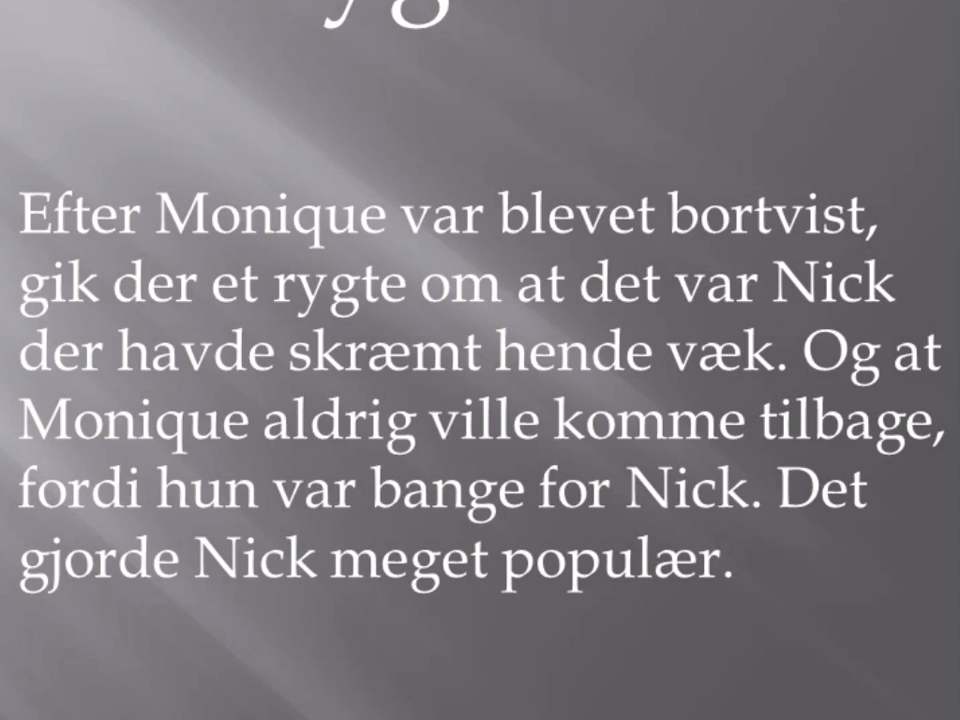 Efter Monique var blevet bortvist,
gik der et rygte om at det var Nick
der havde skræmt hende væk. Og at
Monique aldrig ville komme tilbage,
fordi hun var bange for Nick. Det
gjorde Nick meget populær.